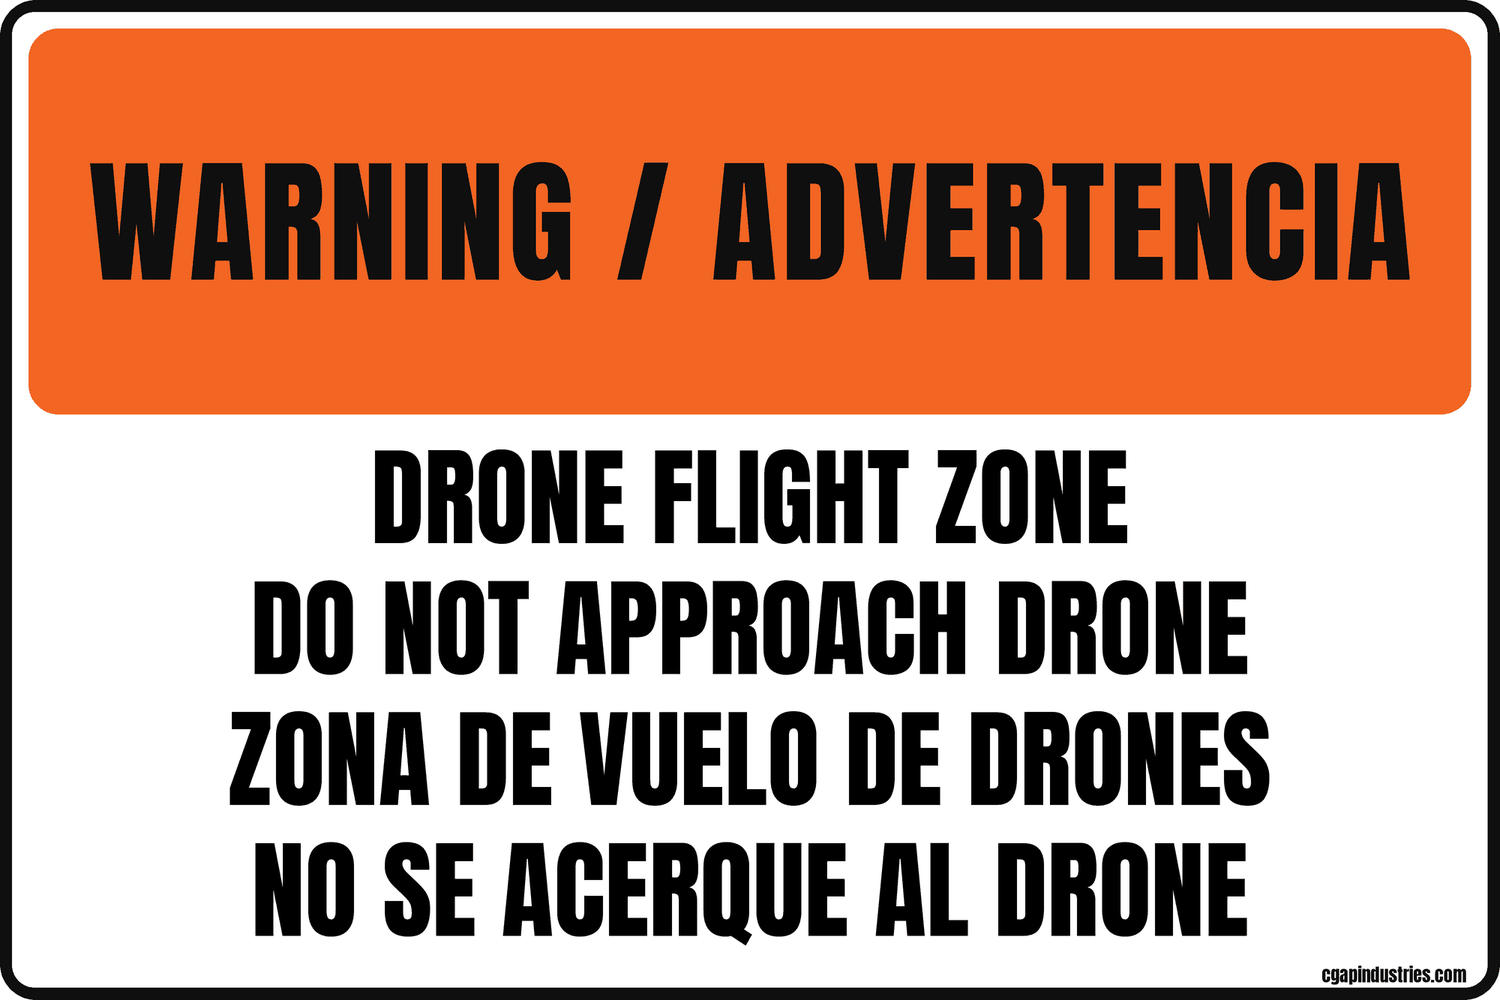 WARNING / ADVERTENCIA
DRONE FLIGHT ZONE
DO NOT APPROACH DRONE
ZONA DE VUELO DE DRONES
NO SE ACERQUE AL DRONE
cgapindustries.com